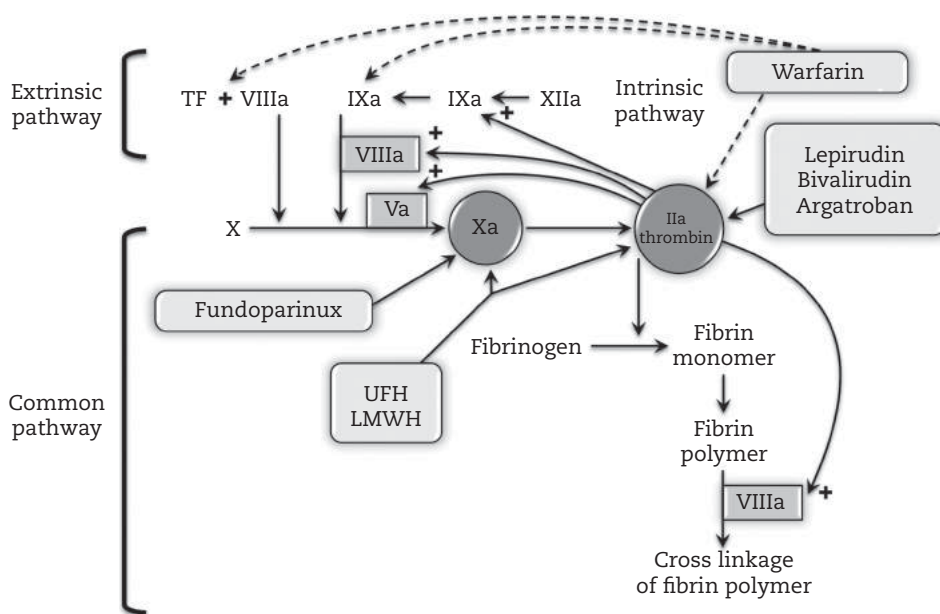 Extrinsic
pathway
TF + VIIIa
IXa
IXa
XIIa
Intrinsic
pathway
Warfarin
+
+
VIIIa
+
Va
Lepirudin
Bivalirudin
Argatroban
X
Xa
IIa
thrombin
Fundoparinux
Fibrinogen
Fibrin
monomer
UFH
LMWH
Common
pathway
Fibrin
polymer
VIIIa
+
Cross linkage
of fibrin polymer